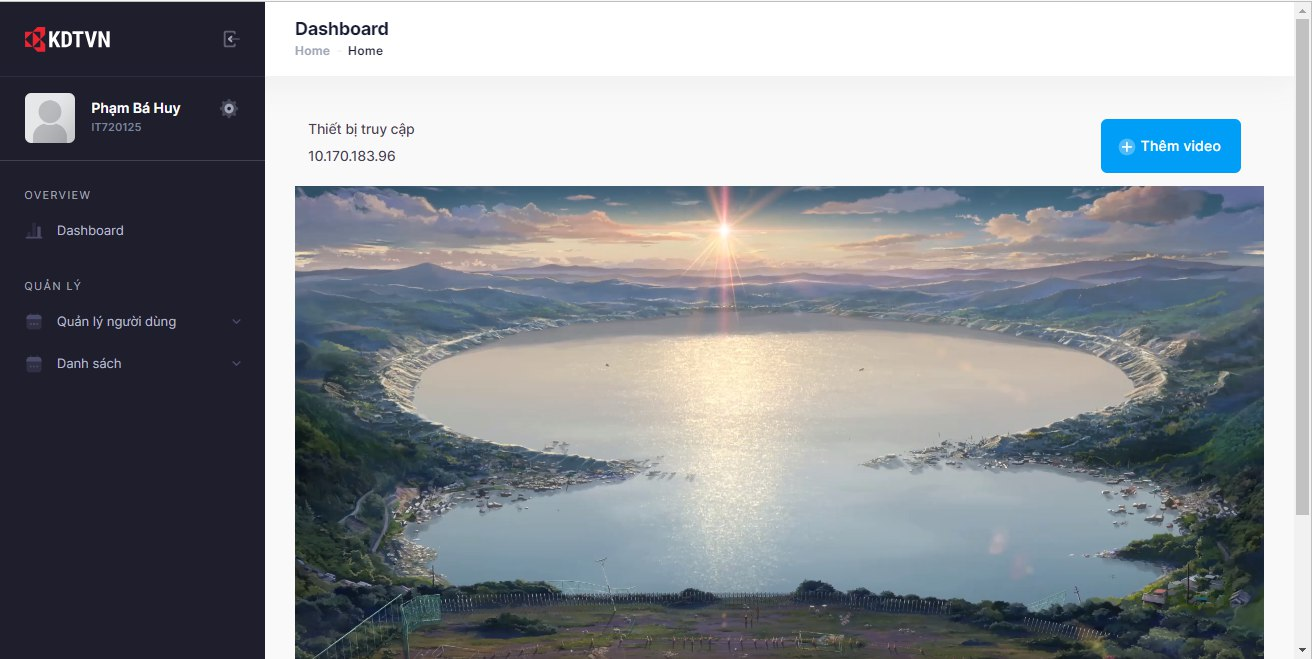 KDTVN
Phạm Bá Huy
IT720125
OVERVIEW
Dashboard
QUẢN LÝ
Quản lý người dùng
Danh sách
Dashboard
Home - Home
Thiết bị truy cập
10.170.183.96
Thêm video